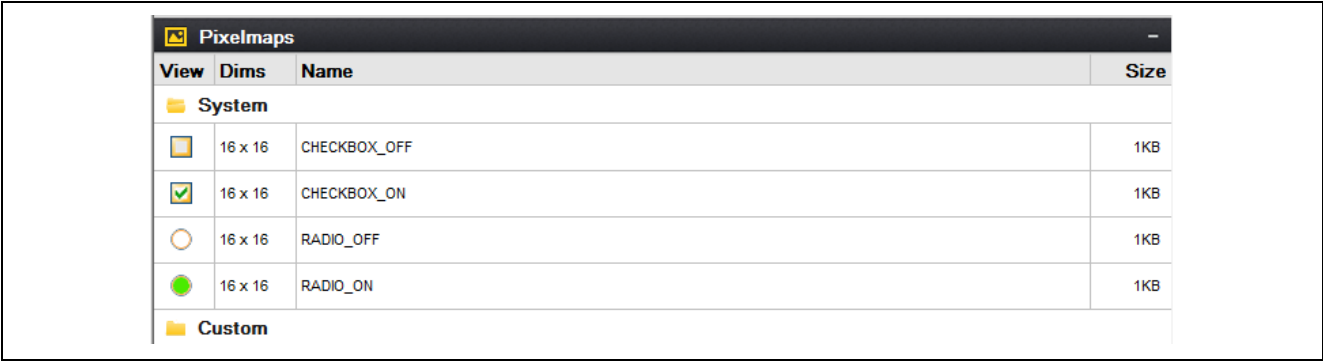 Pixelmaps
View Dims Name Size
System
16 x 16 CHECKBOX_OFF 1KB
16 x 16 CHECKBOX_ON 1KB
16 x 16 RADIO_OFF 1KB
16 x 16 RADIO_ON 1KB
Custom